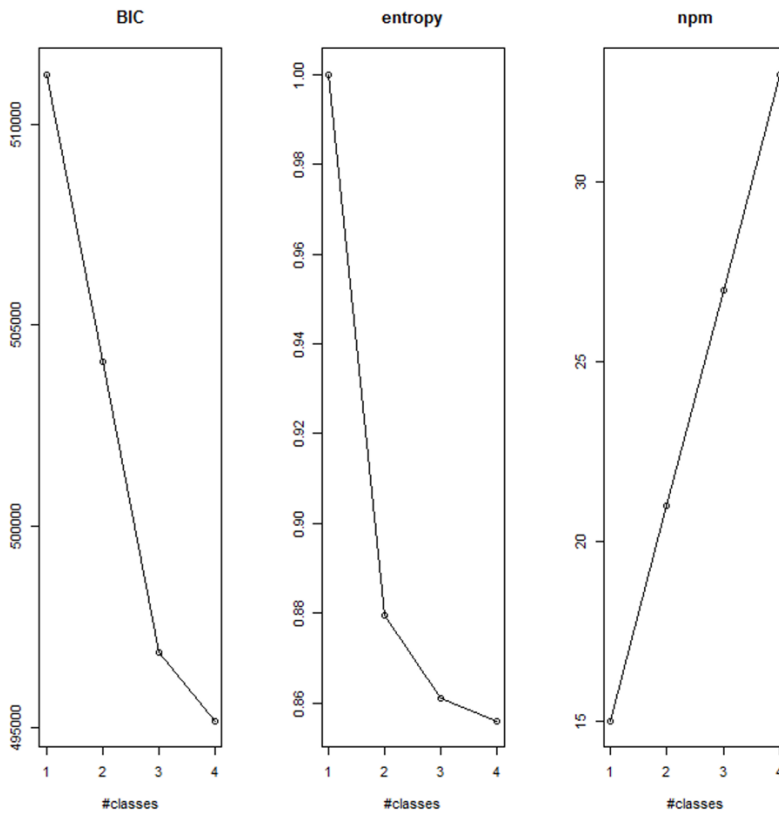 BIC
510000
505000
500000
495000
1 2 3 4
#classes
entropy
1.00
0.98
0.96
0.94
0.92
0.90
0.88
0.86
1 2 3 4
#classes
npm
30
25
20
15
1 2 3 4
#classes